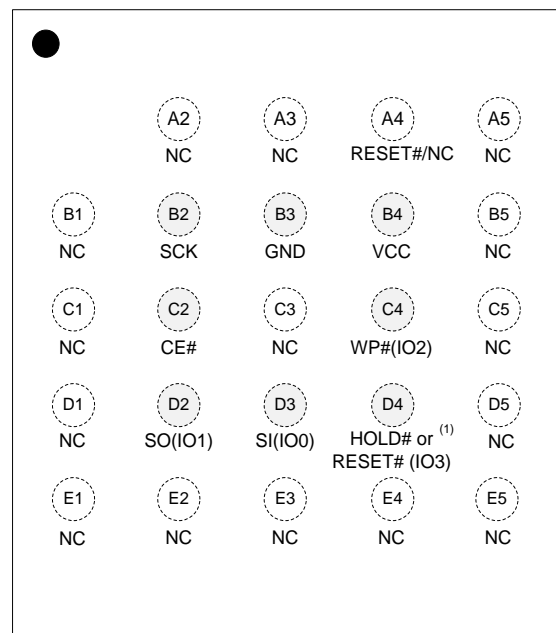 A2 A3 A4 A5
NC NC RESET#/NC NC
B1 B2 B3 B4 B5
NC SCK GND VCC NC
C1 C2 C3 C4 C5
NC CE# NC WP#(IO2) NC
D1 D2 D3 D4 D5
NC SO(IO1) SI(IO0) HOLD# or (1) NC
RESET# (IO3)
E1 E2 E3 E4 E5
NC NC NC NC NC